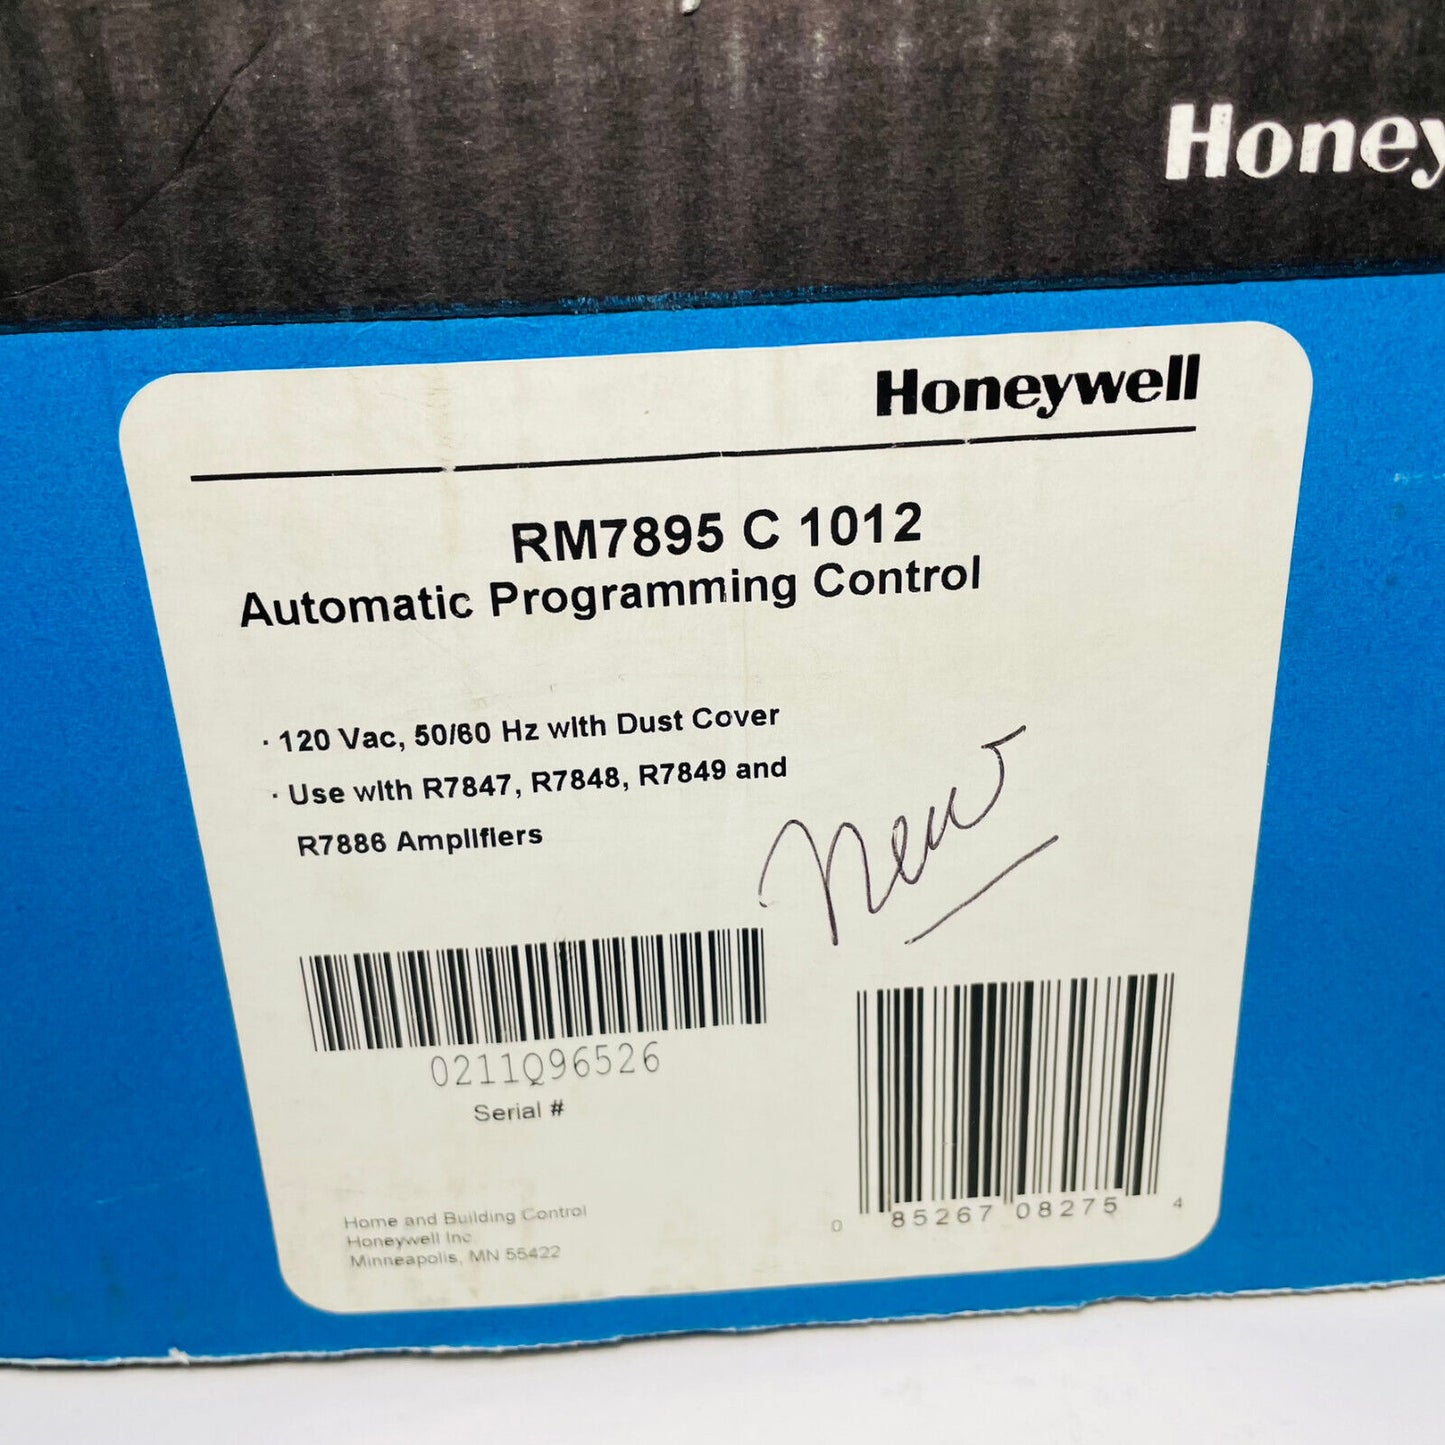 Honey
Honeywell
RM7895 C 1012
Automatic Programming Control
· 120 Vac, 50/60 Hz with Dust Cover
· Use with R7847, R7848, R7849 and
R7886 Amplifiers
new
0211Q96526
Serial #
0 85267 08275 4
Home and Building Control
Honeywell Inc
Minneapolis, MN 55422